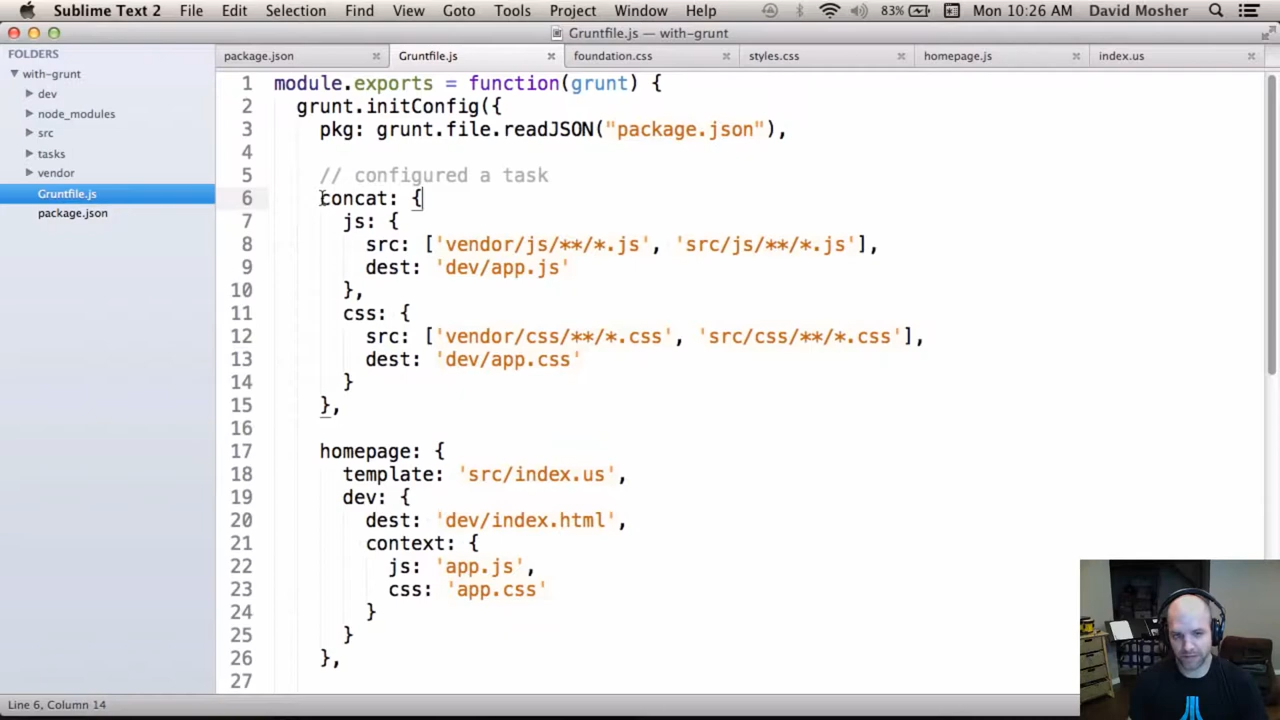 Sublime Text 2 File Edit Selection Find View Goto Tools Project Window Help 83% Mon 10:26 AM David Mosher
Gruntfile.js — with-grunt
FOLDERS
with-grunt
dev
node_modules
src
tasks
vendor
Gruntfile.js
package.json
package.json Gruntfile.js foundation.css styles.css homepage.js index.us
1 module.exports = function(grunt) {
2 grunt.initConfig({
3 pkg: grunt.file.readJSON("package.json"),
4
5 // configured a task
6 concat: {
7 js: {
8 src: ['vendor/js/**/*.js', 'src/js/**/*.js'],
9 dest: 'dev/app.js'
10 },
11 css: {
12 src: ['vendor/css/**/*.css', 'src/css/**/*.css'],
13 dest: 'dev/app.css'
14 }
15 },
16
17 homepage: {
18 template: 'src/index.us',
19 dev: {
20 dest: 'dev/index.html',
21 context: {
22 js: 'app.js',
23 css: 'app.css'
24 }
25 }
26 },
27
Line 6, Column 14